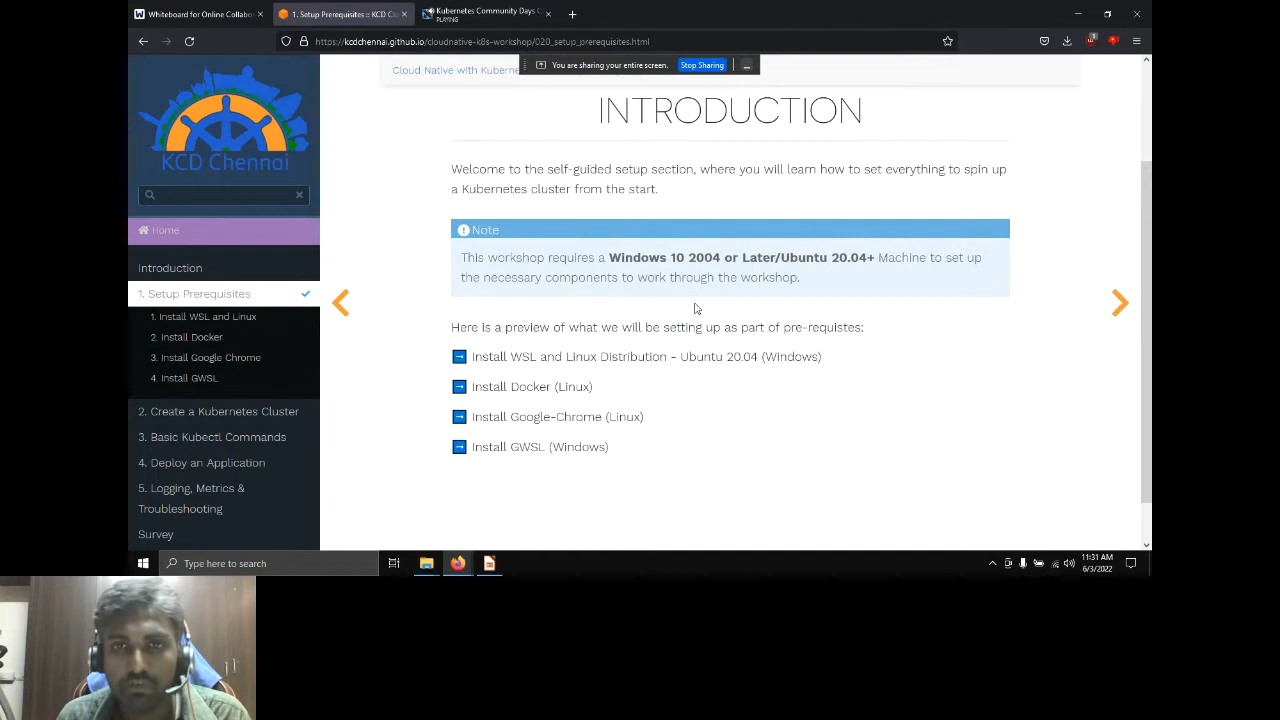 Whiteboard for Online Collabo
1. Setup Prerequisites :: KCD Ch
Kubernetes Community Days C
PLAYING
https://kcdchennai.github.io/cloudnative-k8s-workshop/020_setup_prerequisites.html
You are sharing your entire screen.
Stop Sharing
Cloud Native with Kuberne
KCD Chennai
Home
Introduction
1. Setup Prerequisites
1. Install WSL and Linux
2. Install Docker
3. Install Google Chrome
4. Install GWSL
2. Create a Kubernetes Cluster
3. Basic Kubectl Commands
4. Deploy an Application
5. Logging, Metrics &
Troubleshooting
Survey
INTRODUCTION
Welcome to the self-guided setup section, where you will learn how to set everything to spin up
a Kubernetes cluster from the start.
Note
This workshop requires a Windows 10 2004 or Later/Ubuntu 20.04+ Machine to set up
the necessary components to work through the workshop.
Here is a preview of what we will be setting up as part of pre-requistes:
Install WSL and Linux Distribution - Ubuntu 20.04 (Windows)
Install Docker (Linux)
Install Google-Chrome (Linux)
Install GWSL (Windows)
Type here to search
11:31 AM
6/3/2022